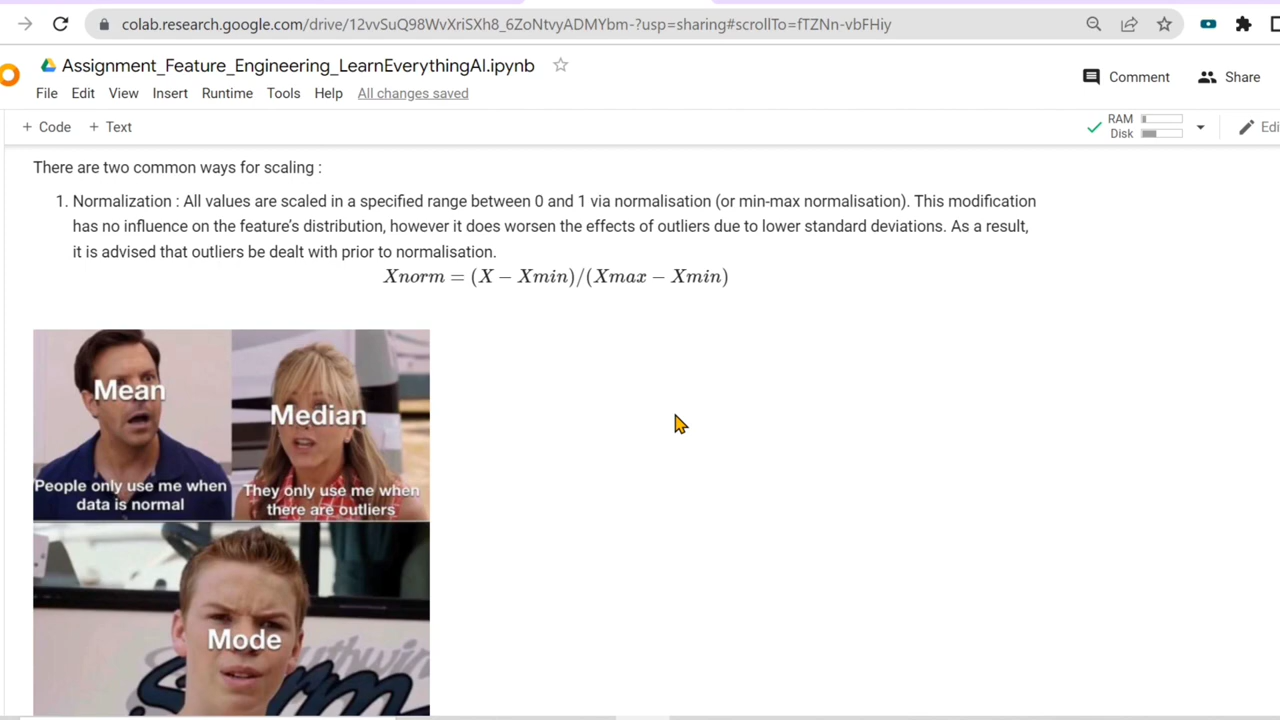 colab.research.google.com/drive/12vvSuQ98WvXriSXh8_6ZoNtvyADMYbm-?usp=sharing#scrollTo=fTZNn-vbFHiy
Assignment_Feature_Engineering_LearnEverythingAI.ipynb
Comment
Share
File Edit View Insert Runtime Tools Help All changes saved
+ Code + Text
RAM
Disk
Edi
There are two common ways for scaling :
1. Normalization : All values are scaled in a specified range between 0 and 1 via normalisation (or min-max normalisation). This modification
has no influence on the feature's distribution, however it does worsen the effects of outliers due to lower standard deviations. As a result,
it is advised that outliers be dealt with prior to normalisation.
Xnorm = (X − Xmin)/(Xmax − Xmin)
Mean
People only use me when
data is normal
Median
They only use me when
there are outliers
Mode